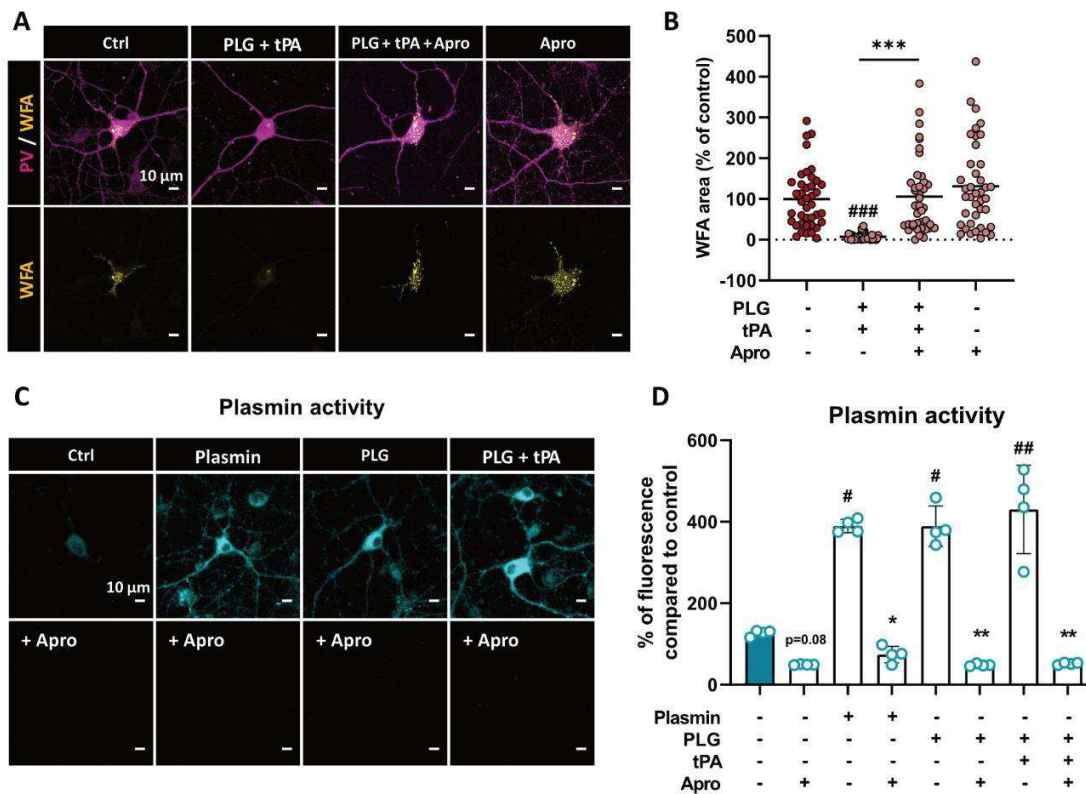 A
Ctrl
PLG + tPA
PLG + tPA + Apro
Apro
PV / WFA
10 µm
WFA
B
WFA area (% of control)
500
400
300
200
100
0
-100
***
###
PLG - + + -
tPA - + + -
Apro - - + +
C
Plasmin activity
Ctrl
Plasmin
PLG
PLG + tPA
10 µm
+ Apro
+ Apro
+ Apro
+ Apro
D
Plasmin activity
% of fluorescence
compared to control
600
400
200
0
p=0.08
#
*
#
**
##
**
Plasmin - - + + - - - -
PLG - - - - + + + +
tPA - - - - - - + +
Apro - + - + - + - +